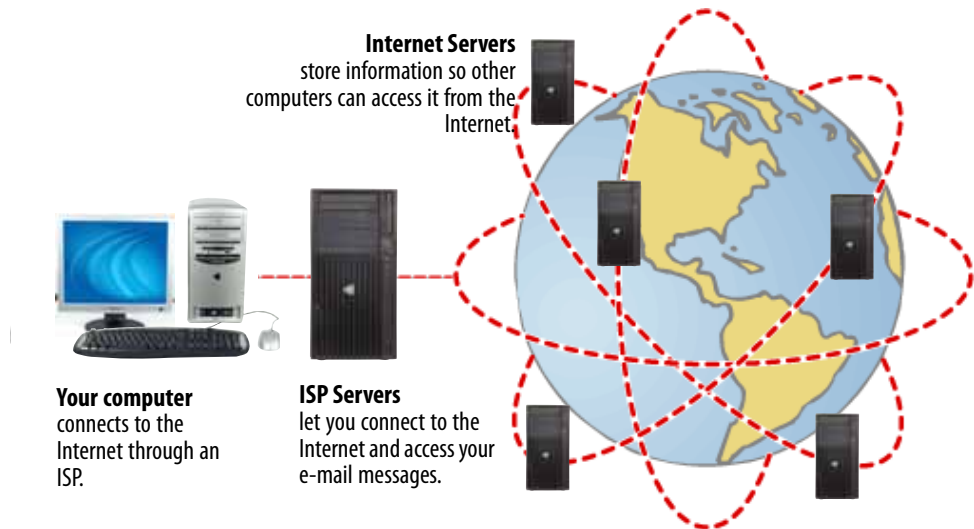 Internet Servers
store information so other
computers can access it from the
Internet.
Your computer
connects to the
Internet through an
ISP.
ISP Servers
let you connect to the
Internet and access your
e-mail messages.